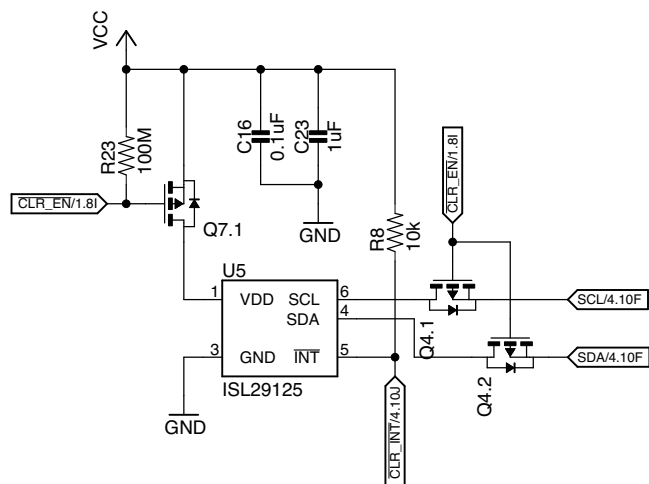 VCC
R23
100M
C16
0.1uF
C23
1uF
CLR_EN/1.8I
CLR_EN/1.8I
Q7.1
GND
R8
10k
U5
1
VDD
SCL
6
SDA
4
3
GND
INT
5
ISL29125
GND
Q4.1
Q4.2
SCL/4.10F
SDA/4.10F
CLR_INT/4.10J